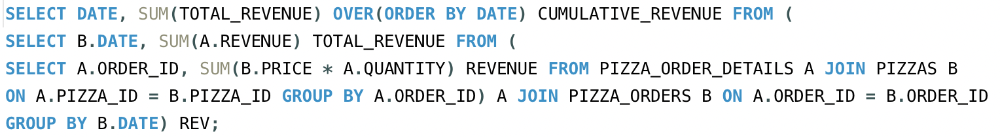 SELECT DATE, SUM(TOTAL_REVENUE) OVER(ORDER BY DATE) CUMULATIVE_REVENUE FROM (
SELECT B.DATE, SUM(A.REVENUE) TOTAL_REVENUE FROM (
SELECT A.ORDER_ID, SUM(B.PRICE * A.QUANTITY) REVENUE FROM PIZZA_ORDER_DETAILS A JOIN PIZZAS B
ON A.PIZZA_ID = B.PIZZA_ID GROUP BY A.ORDER_ID) A JOIN PIZZA_ORDERS B ON A.ORDER_ID = B.ORDER_ID
GROUP BY B.DATE) REV;